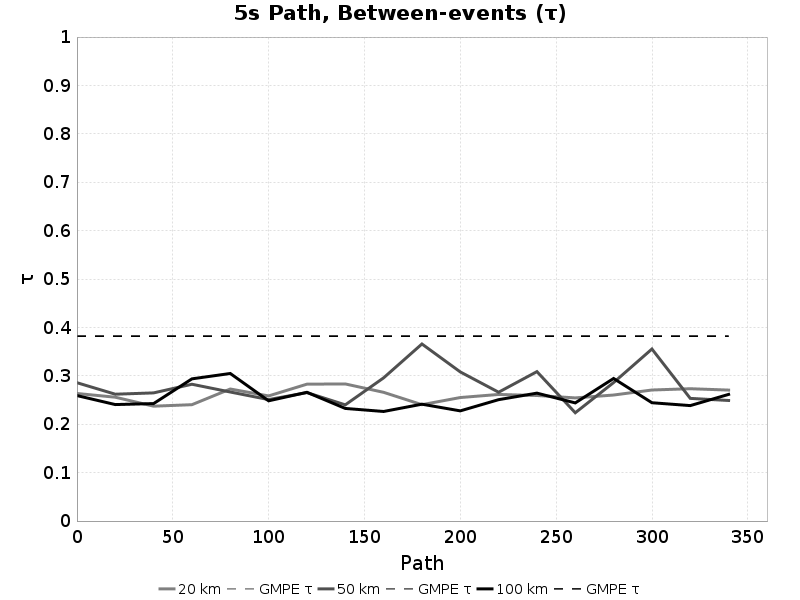 5s Path, Between-events (τ)
1
0.9
0.8
0.7
0.6
0.5
0.4
0.3
0.2
0.1
0
τ
0 50 100 150 200 250 300 350
Path
20 km GMPE τ 50 km GMPE τ 100 km GMPE τ